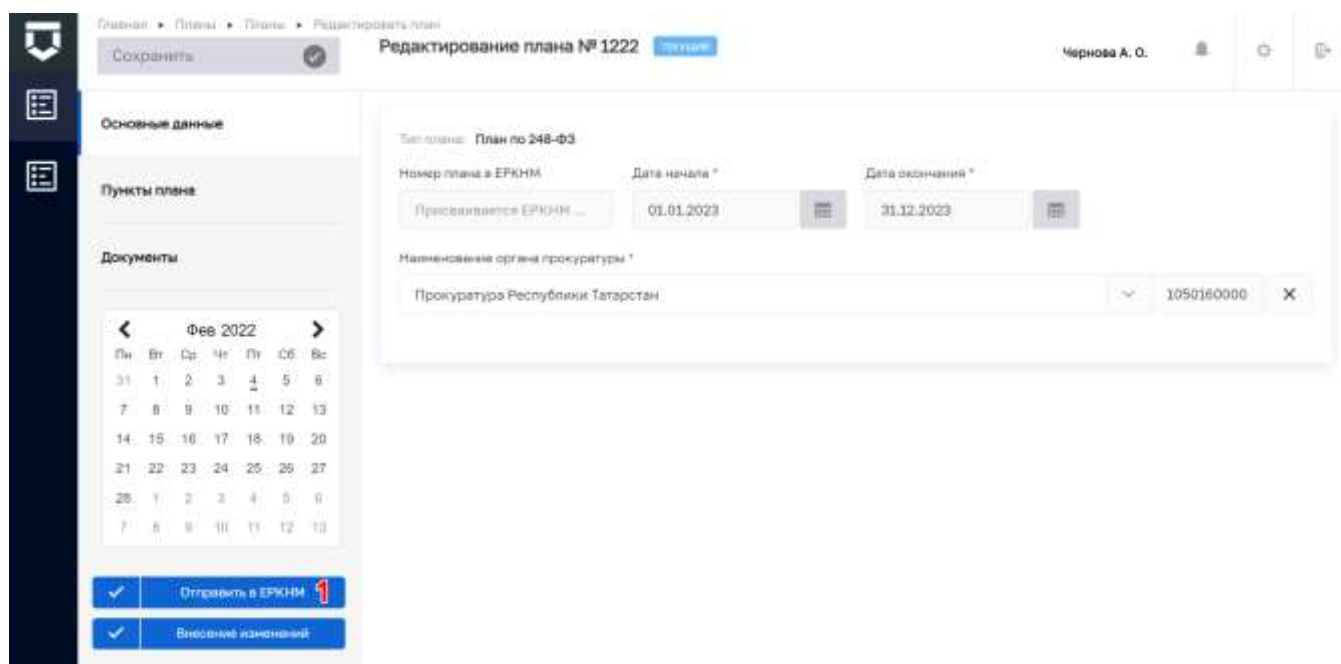 Главная • Планы • Планы • Редактировать план
Сохранить
Редактирование плана № 1222
текущий
Чернова А. О.
Основные данные
Пункты плана
Документы
Тип плана: План по 248-ФЗ
Номер плана в ЕРКНМ
Дата начала *
Дата окончания *
Присваивается ЕРКНМ ...
01.01.2023
31.12.2023
Наименование органа прокуратуры *
Прокуратура Республики Татарстан
1050160000
Фев 2022
Пн Вт Ср Чт Пт Сб Вс
31 1 2 3 4 5 6
7 8 9 10 11 12 13
14 15 16 17 18 19 20
21 22 23 24 25 26 27
28 1 2 3 4 5 6
7 8 9 10 11 12 13
Отправить в ЕРКНМ 1
Внесение изменений